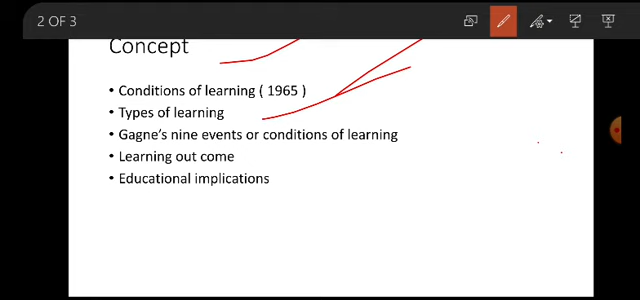 2 OF 3
Concept
• Conditions of learning ( 1965 )
• Types of learning
• Gagne's nine events or conditions of learning
• Learning out come
• Educational implications